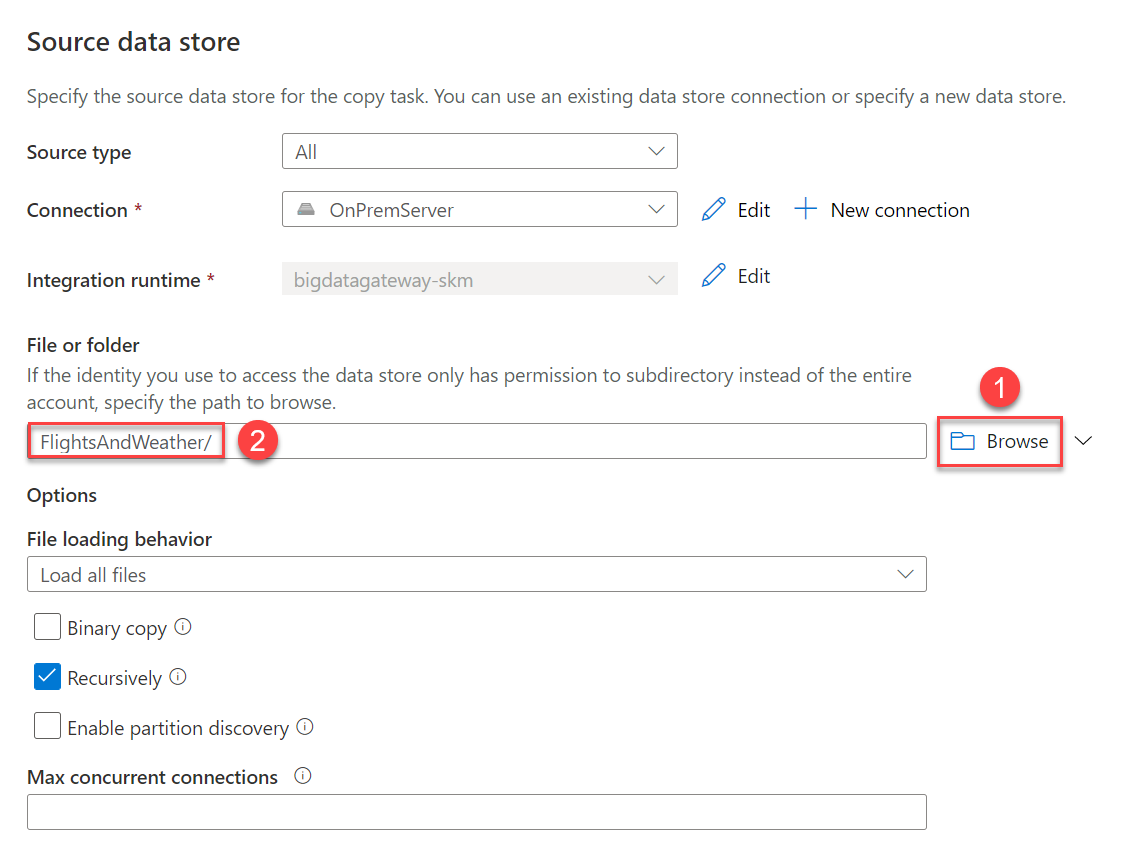 Source data store
Specify the source data store for the copy task. You can use an existing data store connection or specify a new data store.
Source type
All
Connection *
OnPremServer
Edit
New connection
Integration runtime *
bigdatagateway-skm
Edit
File or folder
If the identity you use to access the data store only has permission to subdirectory instead of the entire
account, specify the path to browse.
1
FlightsAndWeather/
2
Browse
Options
File loading behavior
Load all files
Binary copy
Recursively
Enable partition discovery
Max concurrent connections